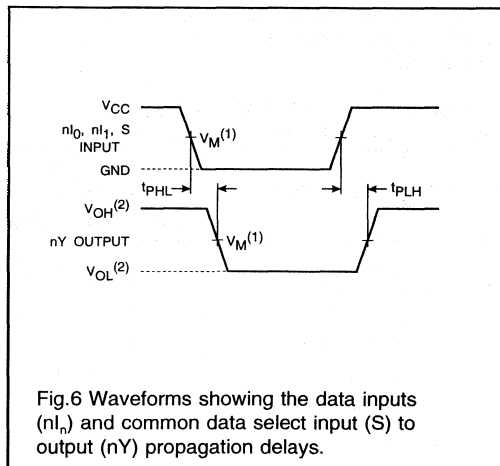 VCC
nI0, nI1, S
INPUT
VM(1)
GND
tPHL
tPLH
VOH(2)
nY OUTPUT
VM(1)
VOL(2)
Fig.6 Waveforms showing the data inputs
(nIn) and common data select input (S) to
output (nY) propagation delays.